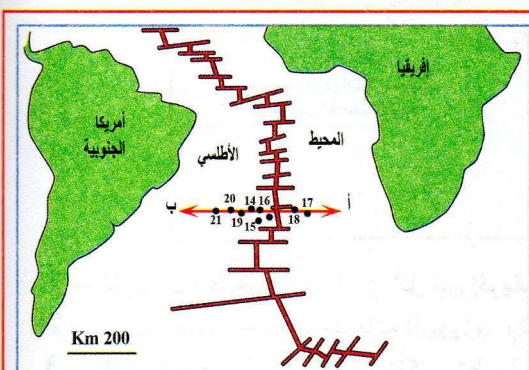 إفريقيا
أمريكا
الجنوبية
المحيط
الأطلسي
أ
ب
17
16
14
20
18
15
19
21
Km 200